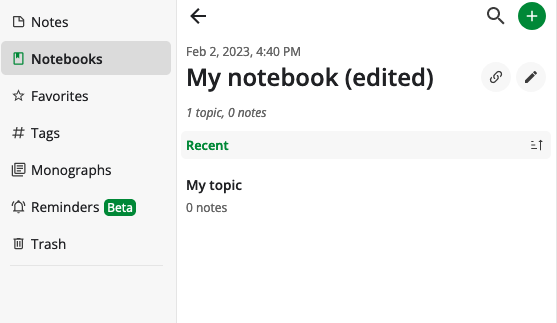 Notes
Notebooks
Favorites
Tags
Monographs
Reminders Beta
Trash
Feb 2, 2023, 4:40 PM
My notebook (edited)
1 topic, 0 notes
Recent
My topic
0 notes